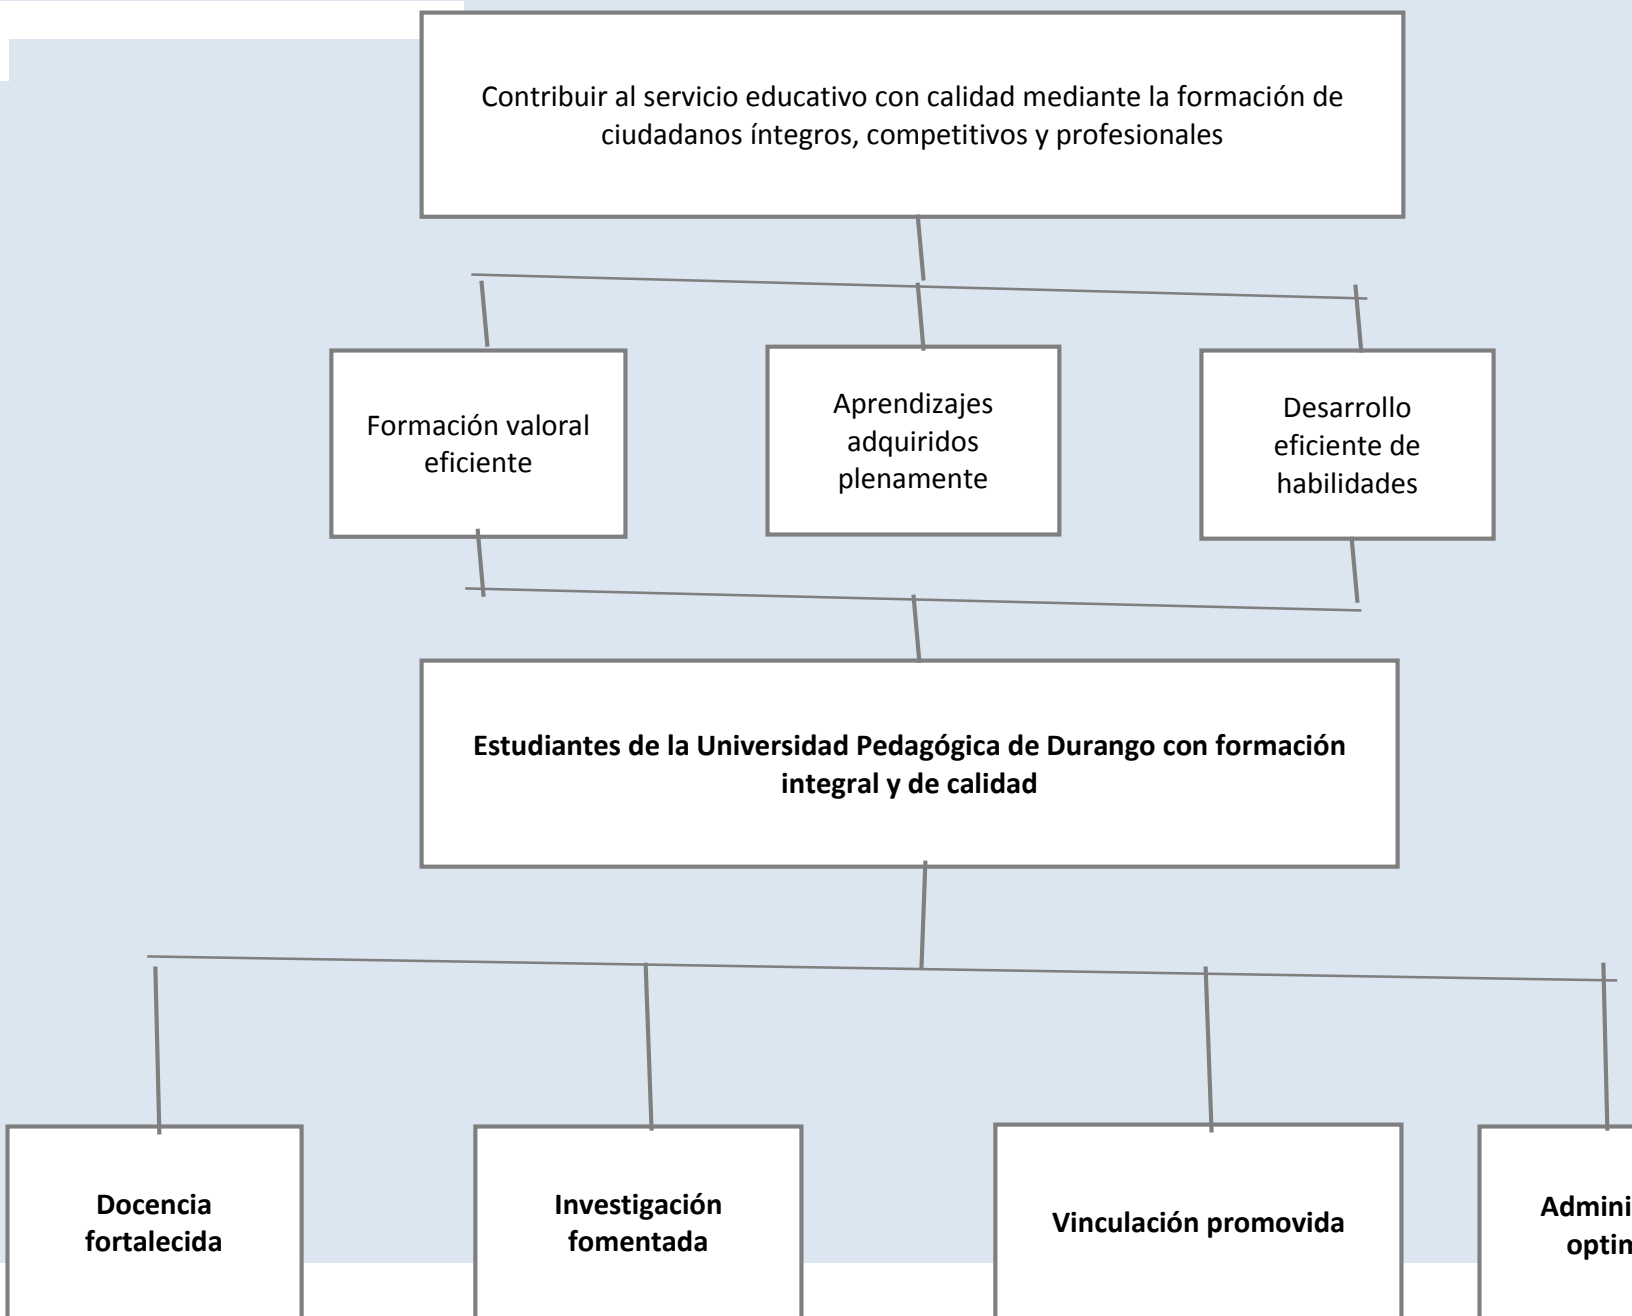 Contribuir al servicio educativo con calidad mediante la formación de
ciudadanos íntegros, competitivos y profesionales
Formación valoral
eficiente
Aprendizajes
adquiridos
plenamente
Desarrollo
eficiente de
habilidades
Estudiantes de la Universidad Pedagógica de Durango con formación
integral y de calidad
Docencia
fortalecida
Investigación
fomentada
Vinculación promovida